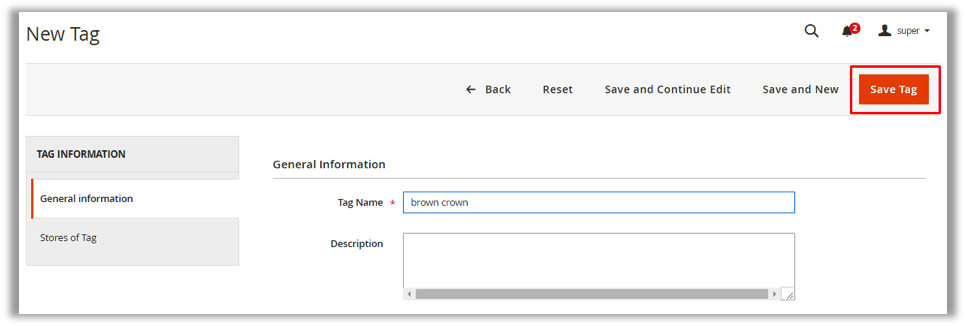 New Tag
2
super
Back
Reset
Save and Continue Edit
Save and New
Save Tag
TAG INFORMATION
General information
Stores of Tag
General Information
Tag Name *
brown crown
Description